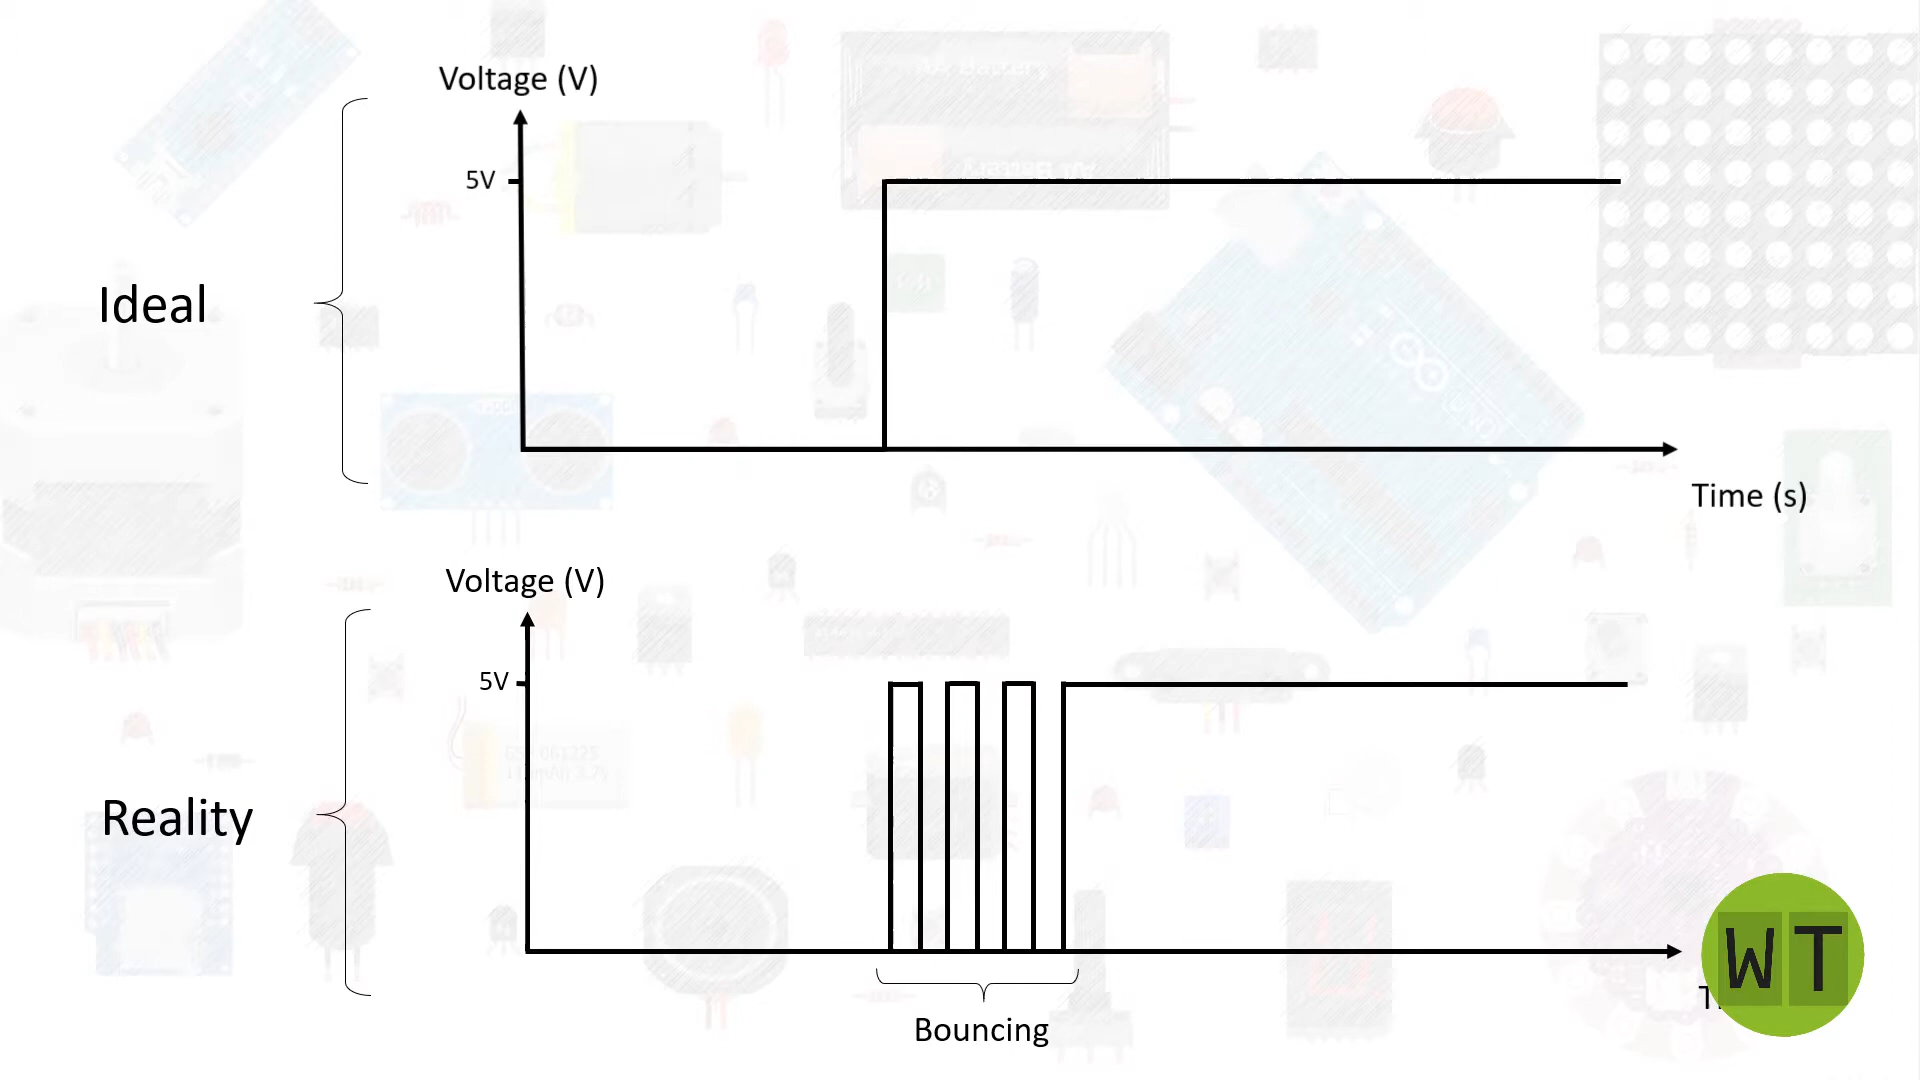 Voltage (V)
5V
Ideal
Time (s)
Voltage (V)
5V
Reality
WT
Bouncing